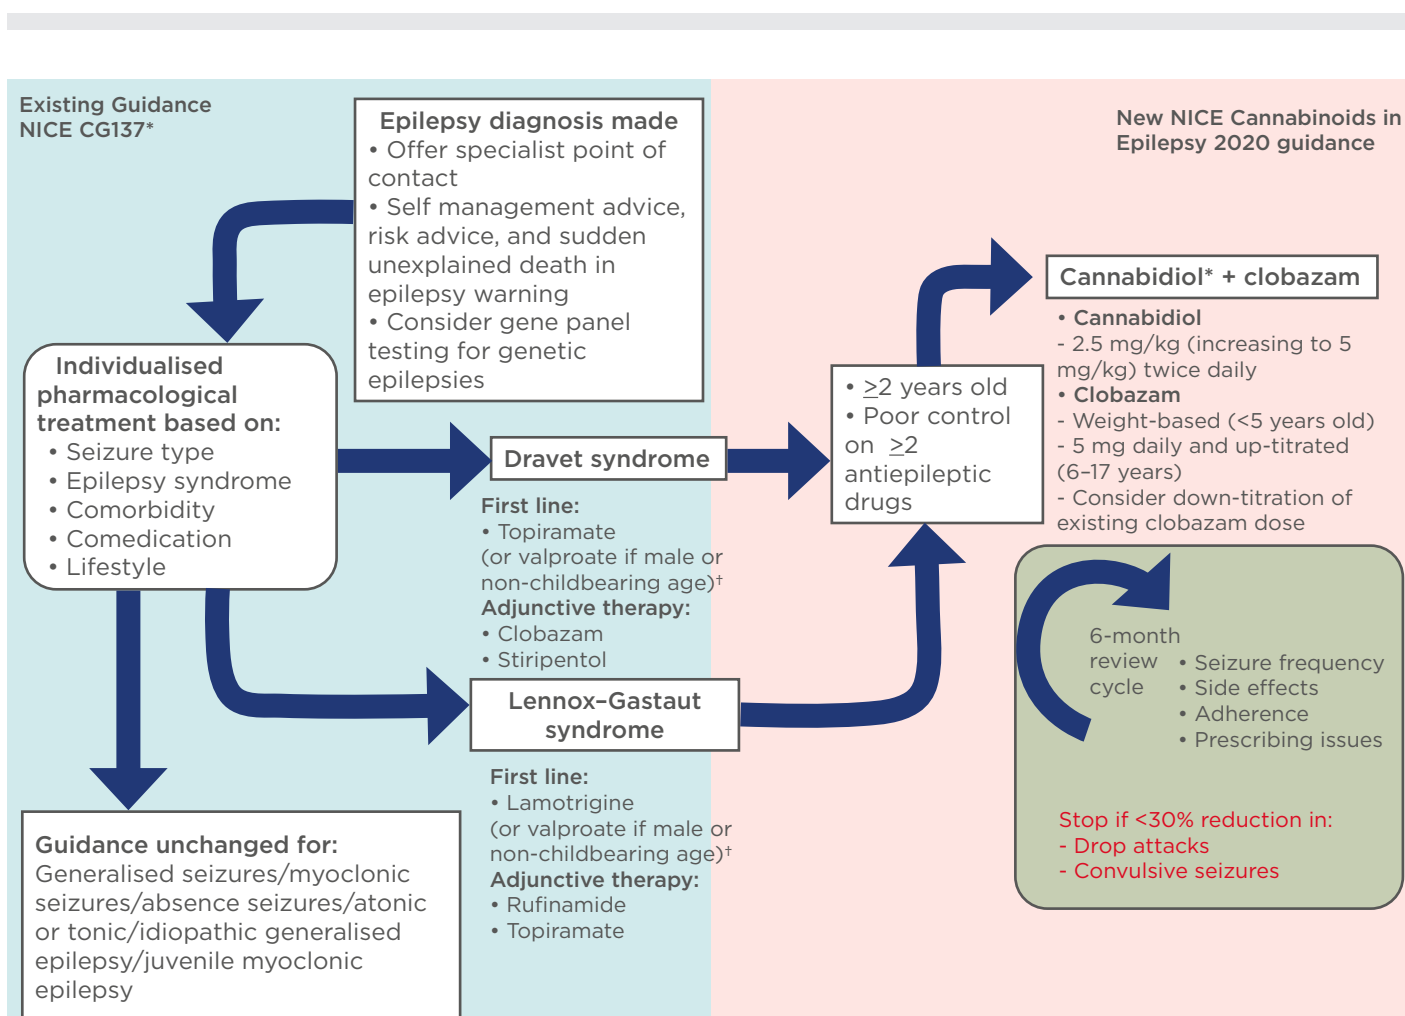 Existing Guidance
NICE CG137*
Epilepsy diagnosis made
• Offer specialist point of
contact
• Self management advice,
risk advice, and sudden
unexplained death in
epilepsy warning
• Consider gene panel
testing for genetic
epilepsies
New NICE Cannabinoids in
Epilepsy 2020 guidance
Individualised
pharmacological
treatment based on:
• Seizure type
• Epilepsy syndrome
• Comorbidity
• Comedication
• Lifestyle
Dravet syndrome
First line:
• Topiramate
(or valproate if male or
non-childbearing age)†
Adjunctive therapy:
• Clobazam
• Stiripentol
Lennox–Gastaut
syndrome
First line:
• Lamotrigine
(or valproate if male or
non-childbearing age)†
Adjunctive therapy:
• Rufinamide
• Topiramate
Guidance unchanged for:
Generalised seizures/myoclonic
seizures/absence seizures/atonic
or tonic/idiopathic generalised
epilepsy/juvenile myoclonic
epilepsy
• ≥2 years old
• Poor control
on ≥2
antiepileptic
drugs
Cannabidiol* + clobazam
• Cannabidiol
- 2.5 mg/kg (increasing to 5
mg/kg) twice daily
• Clobazam
- Weight-based (<5 years old)
- 5 mg daily and up-titrated
(6–17 years)
- Consider down-titration of
existing clobazam dose
6-month
review
cycle
• Seizure frequency
• Side effects
• Adherence
• Prescribing issues
Stop if <30% reduction in:
- Drop attacks
- Convulsive seizures